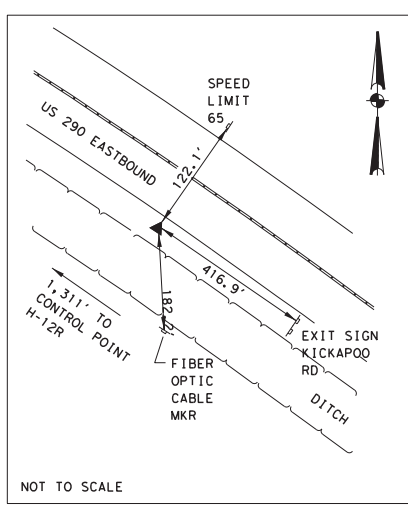 SPEED
LIMIT
65
US 290 EASTBOUND
122.1'
416.9'
182.2'
1,311' TO
CONTROL POINT
H-12R
EXIT SIGN
KICKAPOO
RD
FIBER
OPTIC
CABLE
MKR
DITCH
NOT TO SCALE